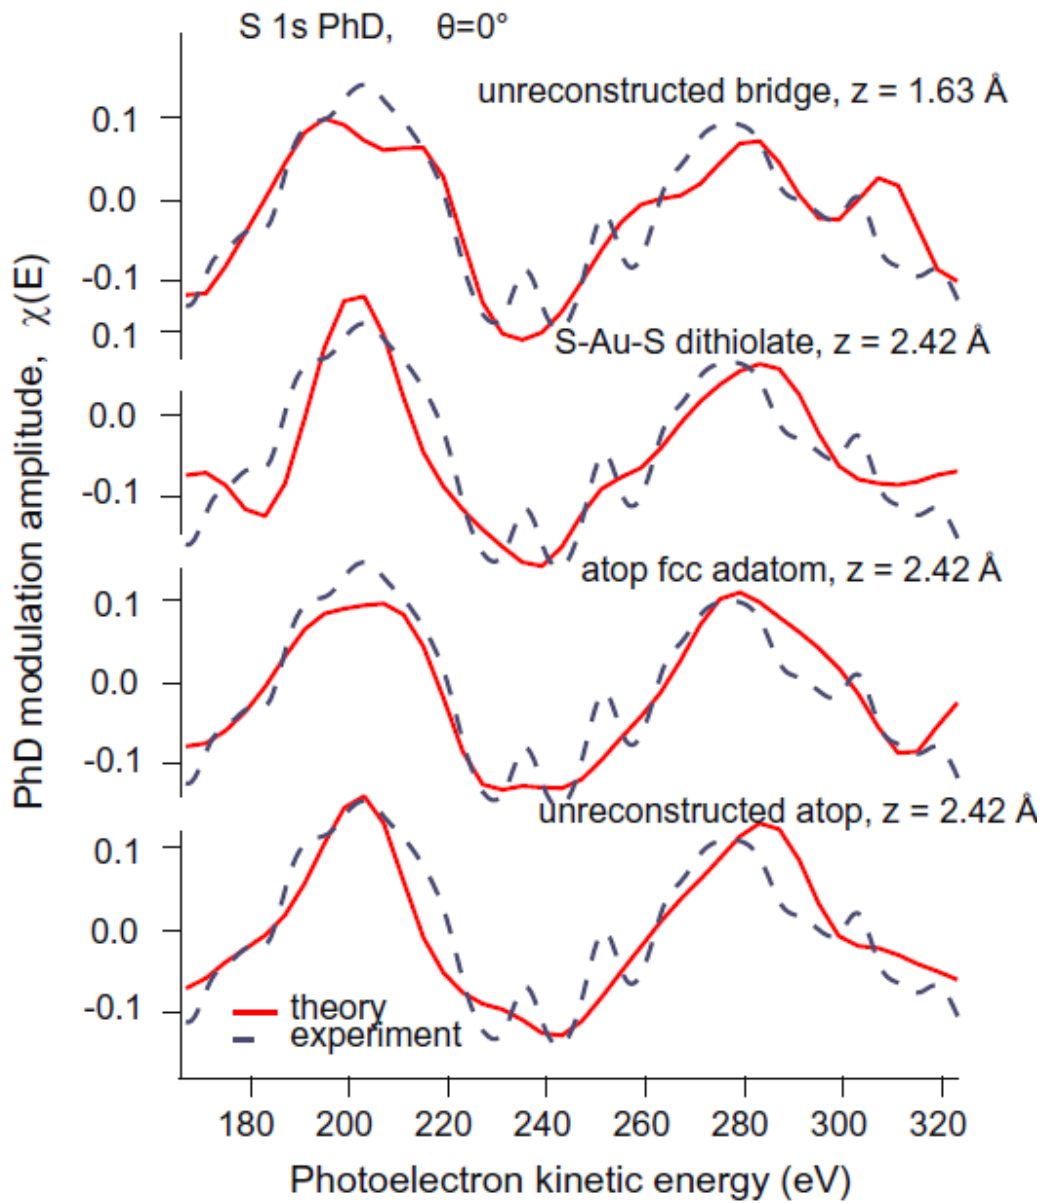 S 1s PhD, θ=0°
unreconstructed bridge, z = 1.63 Å
0.1
0.0
-0.1
0.1
S-Au-S dithiolate, z = 2.42 Å
0.0
-0.1
atop fcc adatom, z = 2.42 Å
0.1
0.0
-0.1
unreconstructed atop, z = 2.42 Å
0.1
0.0
-0.1
theory
experiment
180 200 220 240 260 280 300 320
Photoelectron kinetic energy (eV)
PhD modulation amplitude, χ(E)